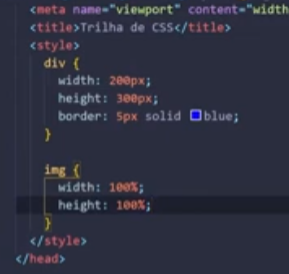 <meta name="viewport" content="width
<title>Trilha de CSS</title>
<style>
div {
width: 200px;
height: 300px;
border: 5px solid blue;
}
img {
width: 100%;
height: 100%;
}
</style>
</head>